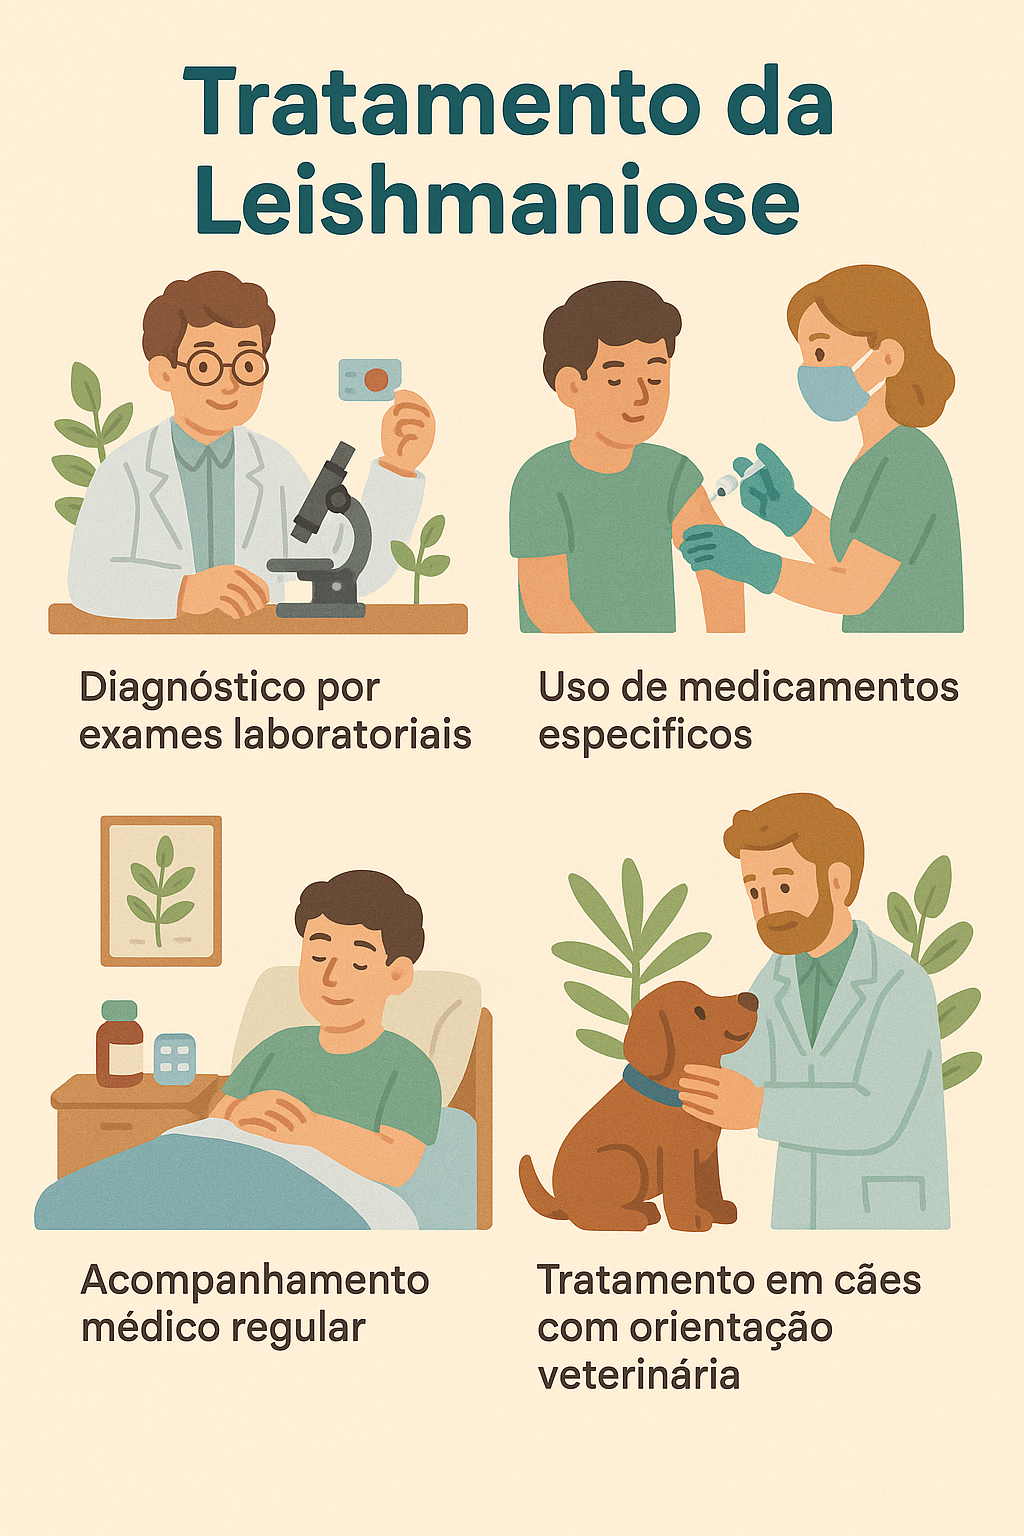 Tratamento da
Leishmaniose
Diagnóstico por
exames laboratoriais
Uso de medicamentos
especificos
Acompanhamento
médico regular
Tratamento em cães
com orientação
veterinária